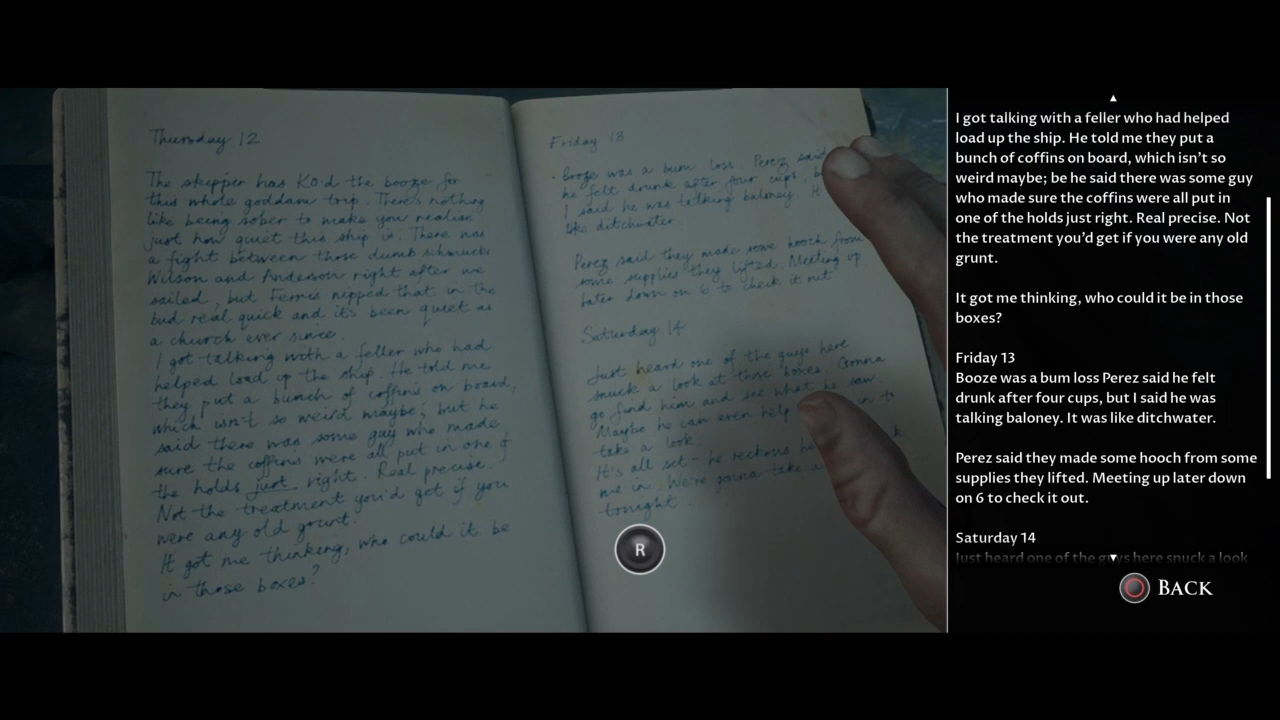 Thursday 12
The skipper has KO'd the booze for
this whole goddam trip. There's nothing
like being sober to make you realise
just how quiet this ship is. There was
a fight between those dumb schmucks
Wilson and Anderson right after we
sailed, but Ferris nipped that in the
bud real quick and it's been quiet as
a church ever since.
I got talking with a feller who had
helped load up the ship. He told me
they put a bunch of coffins on board,
which isn't so weird maybe; but he
said there was some guy who made
sure the coffins were all put in one of
the holds just right. Real precise.
Not the treatment you'd get if you
were any old grunt.
It got me thinking, who could it be
in those boxes?
Friday 13
Booze was a bum loss. Perez said
he felt drunk after four cups, b
I said he was talking baloney. It
like ditchwater
Perez said they made some hooch from
some supplies they lifted. Meeting up
later down on 6 to check it out
Saturday 14
Just heard one of the guys here
snuck a look at those boxes. Gonna
go find him and see what he saw
Maybe he can even help in to
take a look.
It's all set - he reckons he k
me in. We're gonna take a
tonight.
R
I got talking with a feller who had helped
load up the ship. He told me they put a
bunch of coffins on board, which isn't so
weird maybe; be he said there was some guy
who made sure the coffins were all put in
one of the holds just right. Real precise. Not
the treatment you'd get if you were any old
grunt.
It got me thinking, who could it be in those
boxes?
Friday 13
Booze was a bum loss Perez said he felt
drunk after four cups, but I said he was
talking baloney. It was like ditchwater.
Perez said they made some hooch from some
supplies they lifted. Meeting up later down
on 6 to check it out.
Saturday 14
Just heard one of the guys here snuck a look
BACK